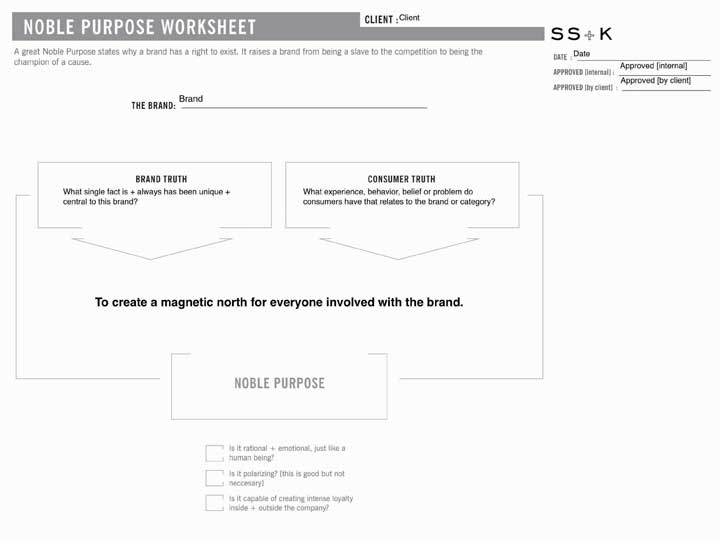 NOBLE PURPOSE WORKSHEET
CLIENT : Client
SS+K
A great Noble Purpose states why a brand has a right to exist. It raises a brand from being a slave to the competition to being the
champion of a cause.
DATE : Date
APPROVED [internal] : Approved [internal]
APPROVED [by client] : Approved [by client]
THE BRAND: Brand
BRAND TRUTH
What single fact is + always has been unique +
central to this brand?
CONSUMER TRUTH
What experience, behavior, belief or problem do
consumers have that relates to the brand or category?
To create a magnetic north for everyone involved with the brand.
NOBLE PURPOSE
Is it rational + emotional, just like a
human being?
Is it polarizing? [this is good but not
neccesary]
Is it capable of creating intense loyalty
inside + outside the company?